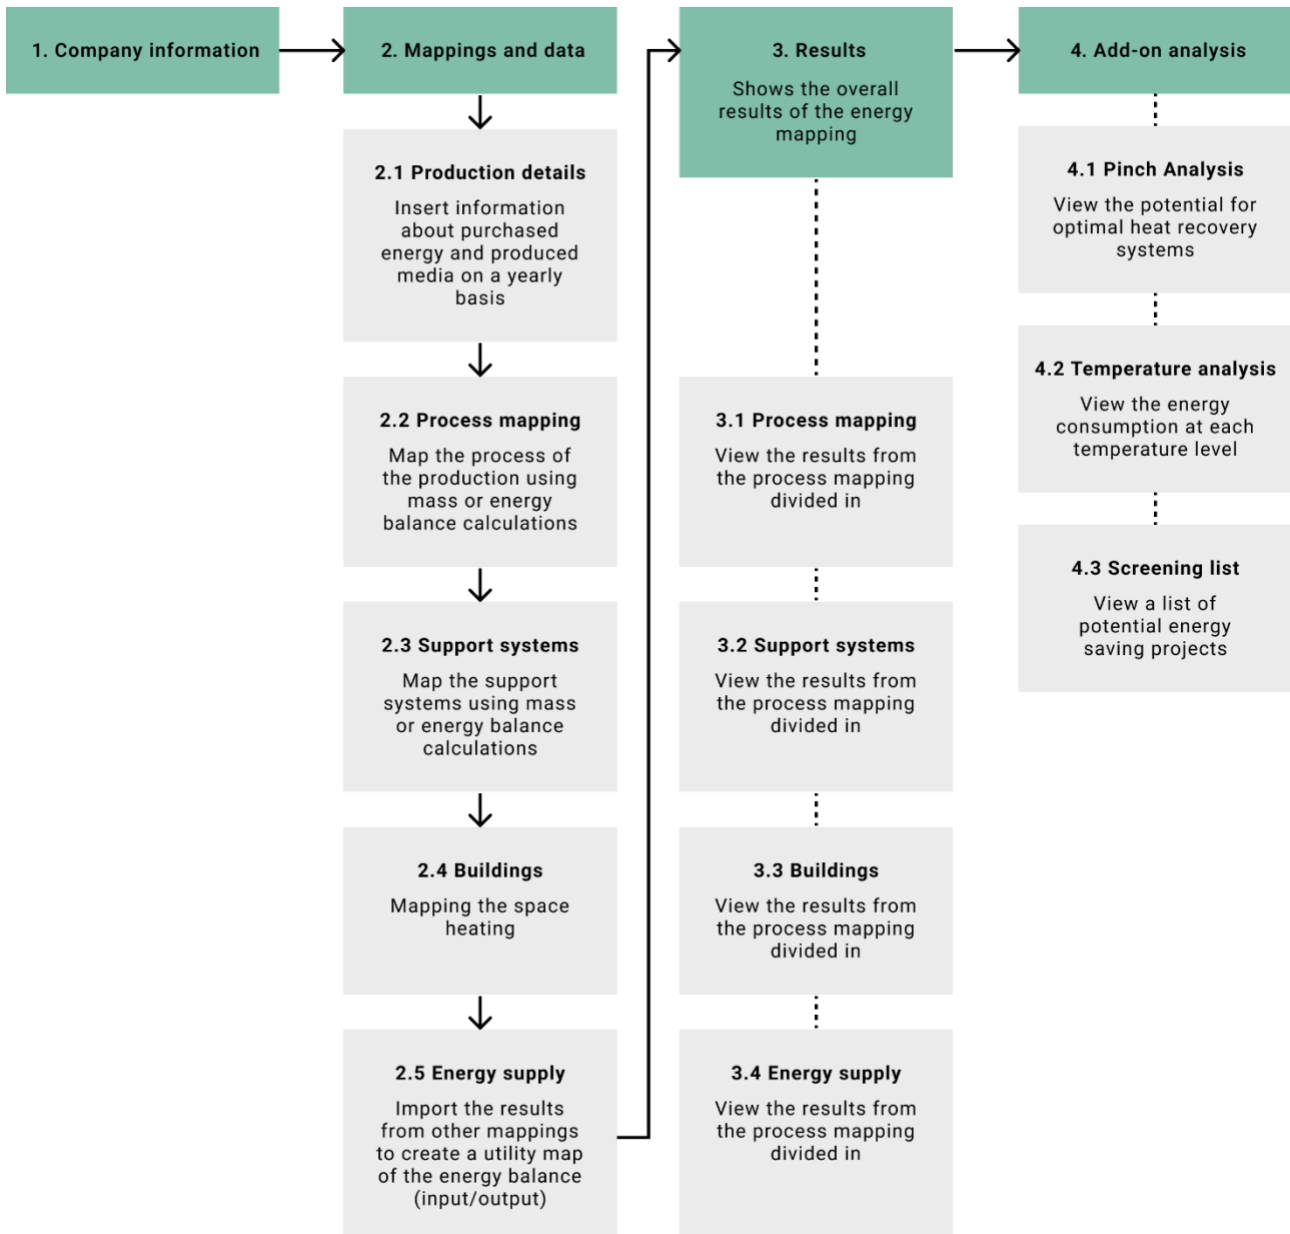 1. Company information
2. Mappings and data
2.1 Production details
Insert information
about purchased
energy and produced
media on a yearly
basis
2.2 Process mapping
Map the process of
the production using
mass or energy
balance calculations
2.3 Support systems
Map the support
systems using mass
or energy balance
calculations
2.4 Buildings
Mapping the space
heating
2.5 Energy supply
Import the results
from other mappings
to create a utility map
of the energy balance
(input/output)
3. Results
Shows the overall
results of the energy
mapping
3.1 Process mapping
View the results from
the process mapping
divided in
3.2 Support systems
View the results from
the process mapping
divided in
3.3 Buildings
View the results from
the process mapping
divided in
3.4 Energy supply
View the results from
the process mapping
divided in
4. Add-on analysis
4.1 Pinch Analysis
View the potential for
optimal heat recovery
systems
4.2 Temperature analysis
View the energy
consumption at each
temperature level
4.3 Screening list
View a list of
potential energy
saving projects